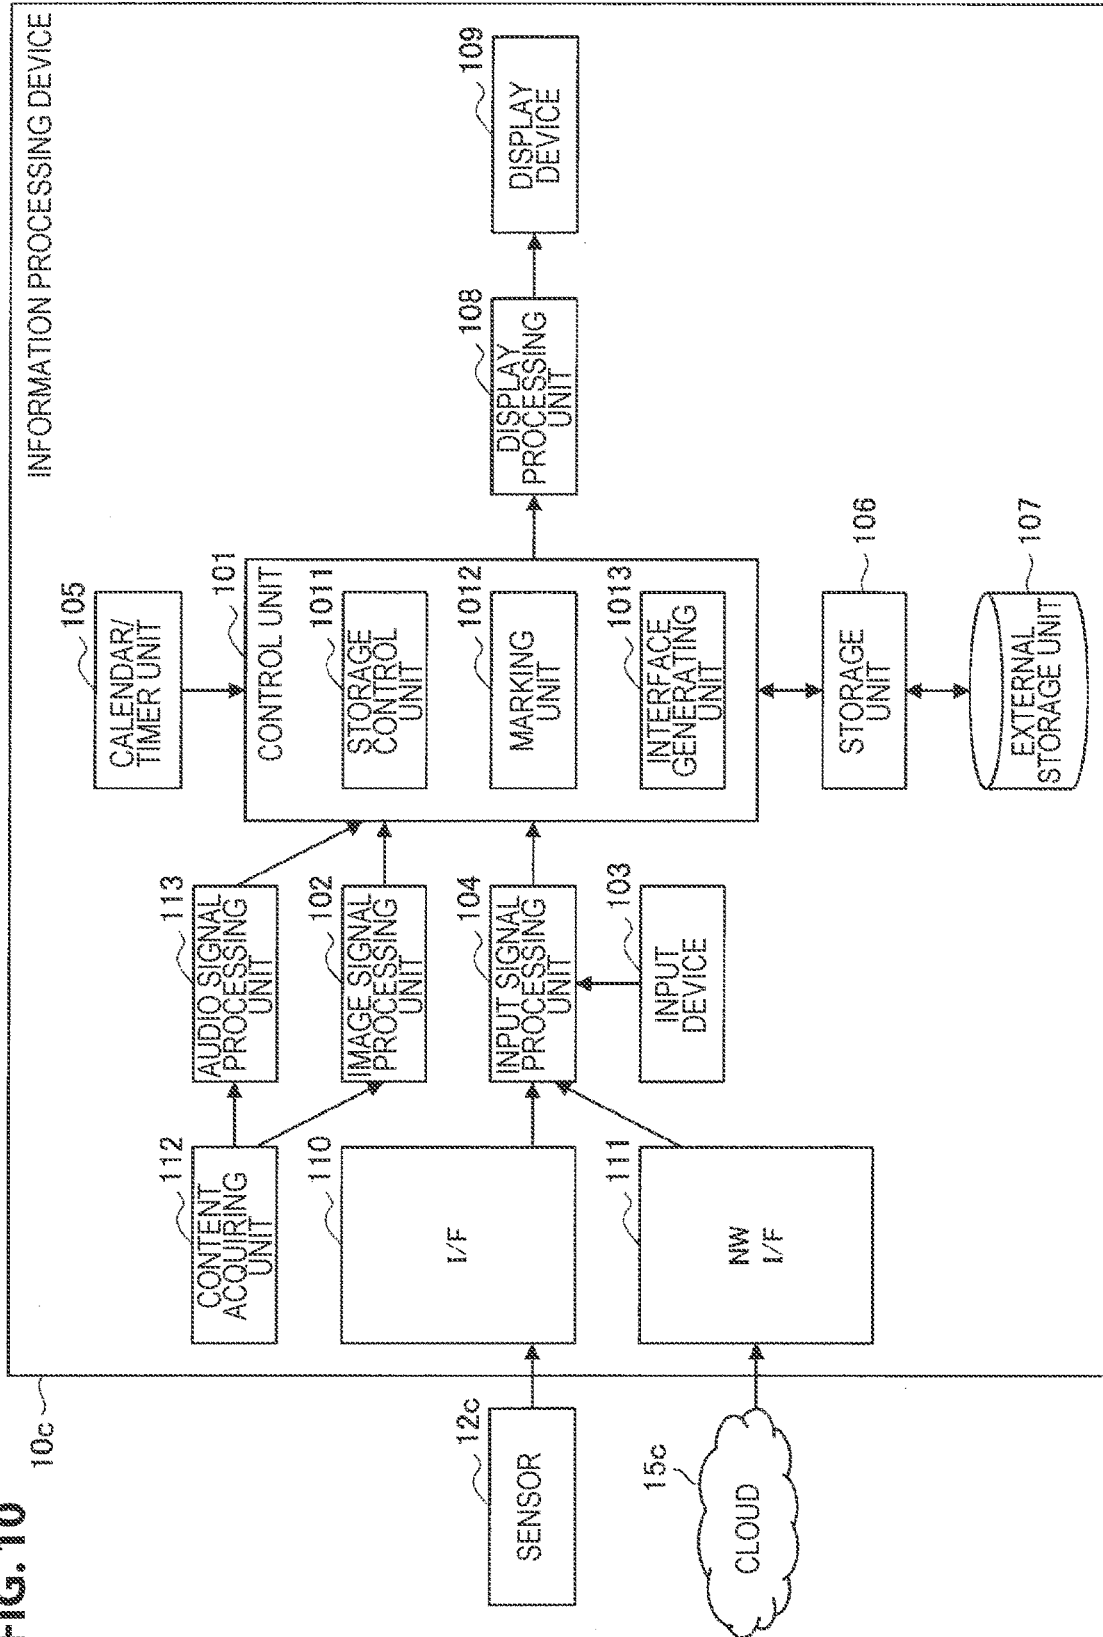 FIG. 10
10c
INFORMATION PROCESSING DEVICE
105
CALENDAR/
TIMER UNIT
112
CONTENT
ACQUIRING
UNIT
113
AUDIO SIGNAL
PROCESSING
UNIT
101
CONTROL UNIT
12c
SENSOR
110
I/F
102
IMAGE SIGNAL
PROCESSING
UNIT
1011
STORAGE
CONTROL
UNIT
104
INPUT SIGNAL
PROCESSING
UNIT
1012
MARKING
UNIT
108
DISPLAY
PROCESSING
UNIT
109
DISPLAY
DEVICE
15c
CLOUD
111
NW
I/F
103
INPUT
DEVICE
1013
INTERFACE
GENERATING
UNIT
106
STORAGE
UNIT
107
EXTERNAL
STORAGE UNIT